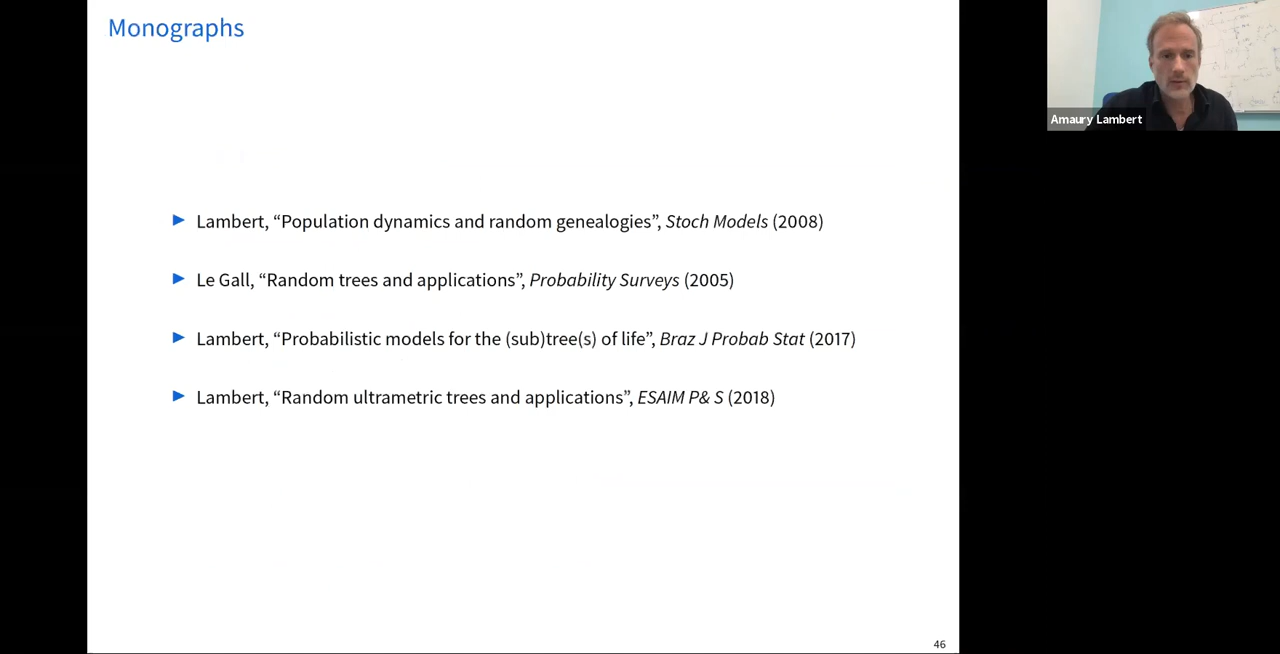 Monographs
Amaury Lambert
► Lambert, “Population dynamics and random genealogies”, Stoch Models (2008)
► Le Gall, “Random trees and applications”, Probability Surveys (2005)
► Lambert, “Probabilistic models for the (sub)tree(s) of life”, Braz J Probab Stat (2017)
► Lambert, “Random ultrametric trees and applications”, ESAIM P& S (2018)
46